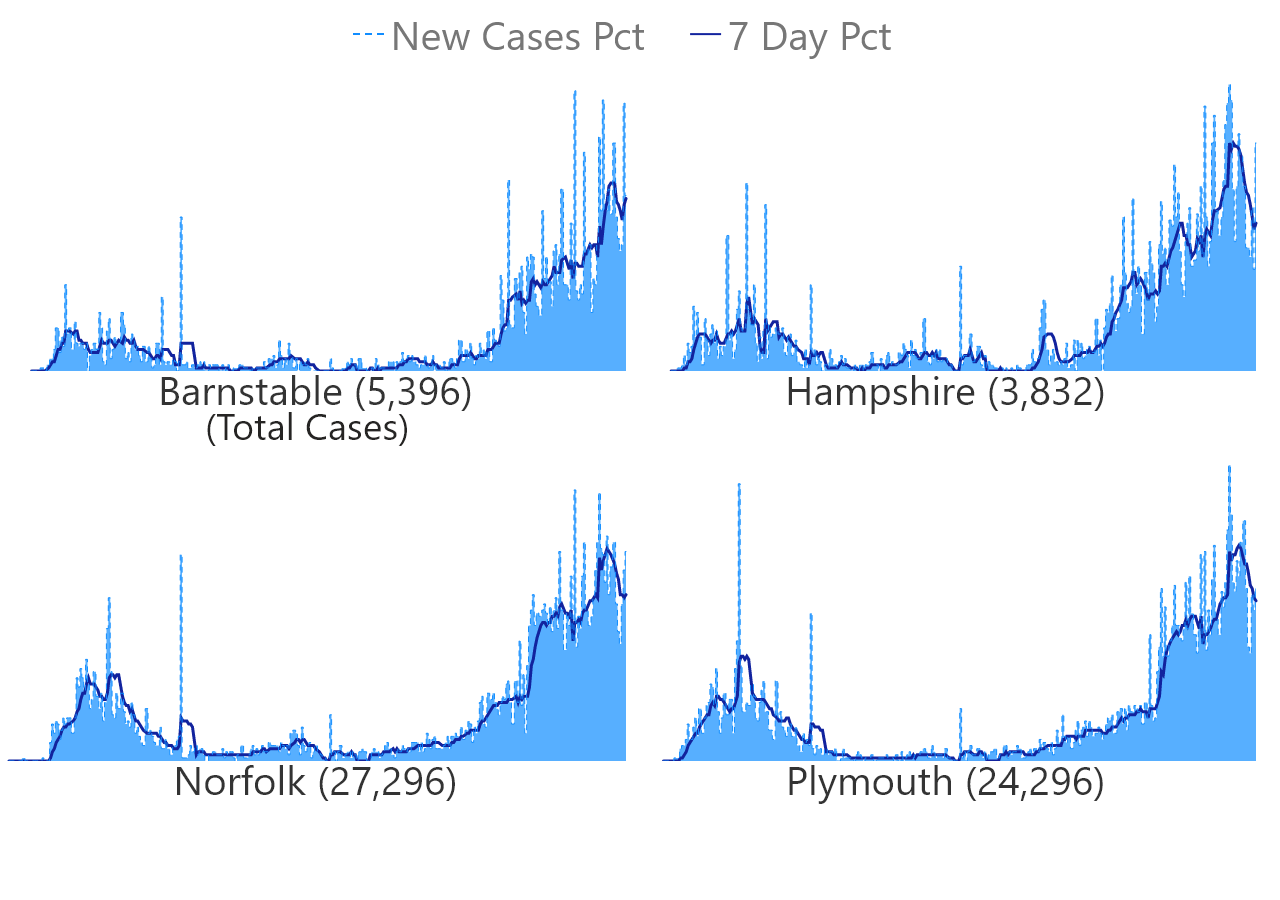 New Cases Pct 7 Day Pct
Barnstable (5,396) Hampshire (3,832)
(Total Cases)
Norfolk (27,296) Plymouth (24,296)